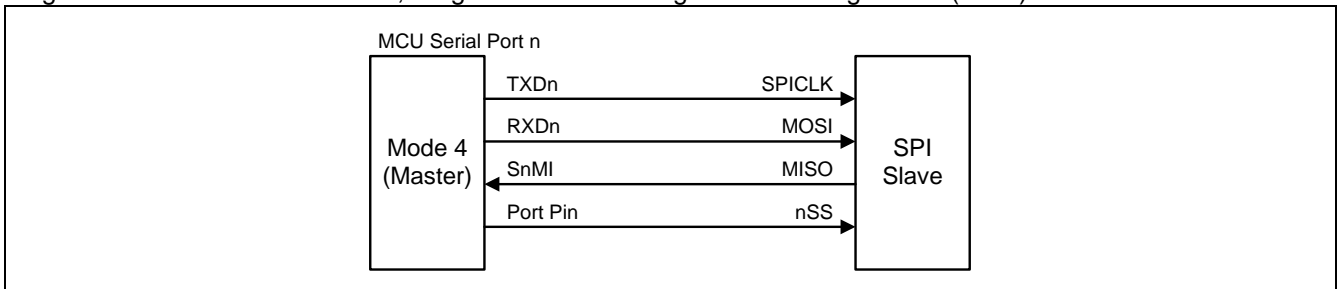 MCU Serial Port n
TXDn SPICLK
RXDn MOSI
Mode 4
(Master)
SPI
Slave
SnMI MISO
Port Pin nSS